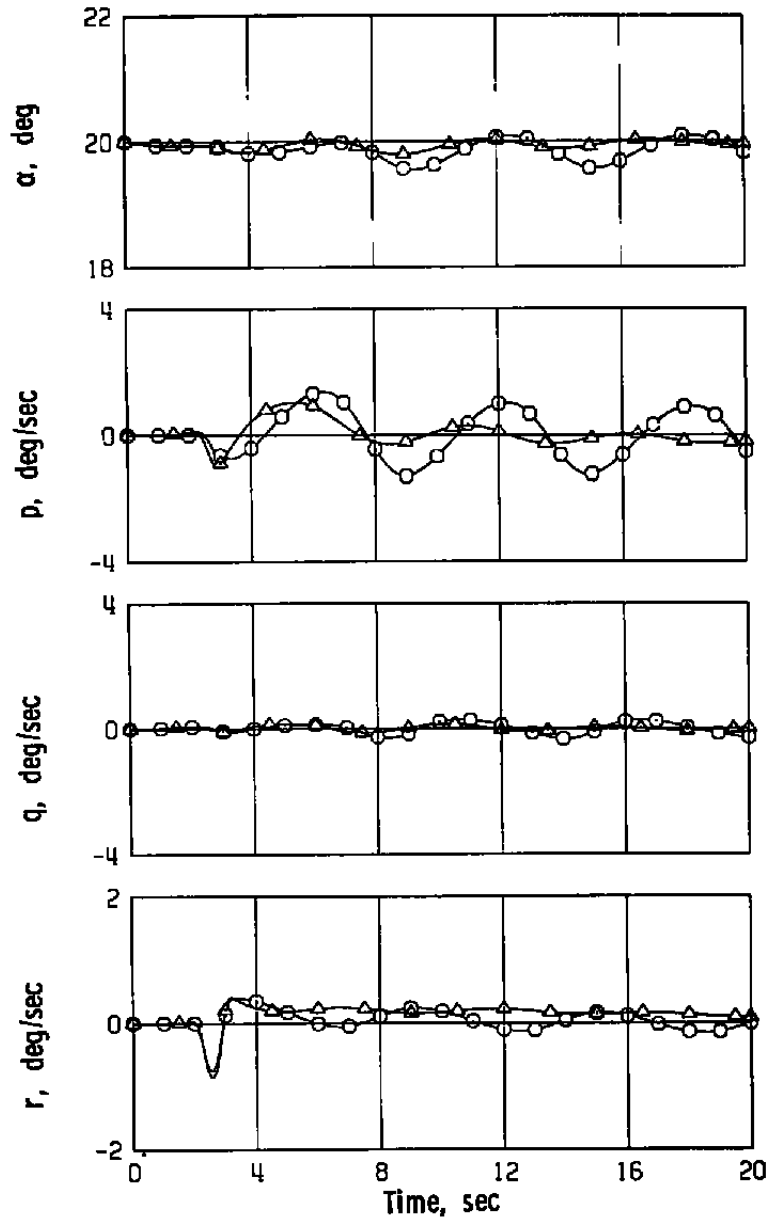 22
20
18
α, deg
4
0
-4
p, deg/sec
4
0
-4
q, deg/sec
2
0
-2
r, deg/sec
0 4 8 12 16 20
Time, sec